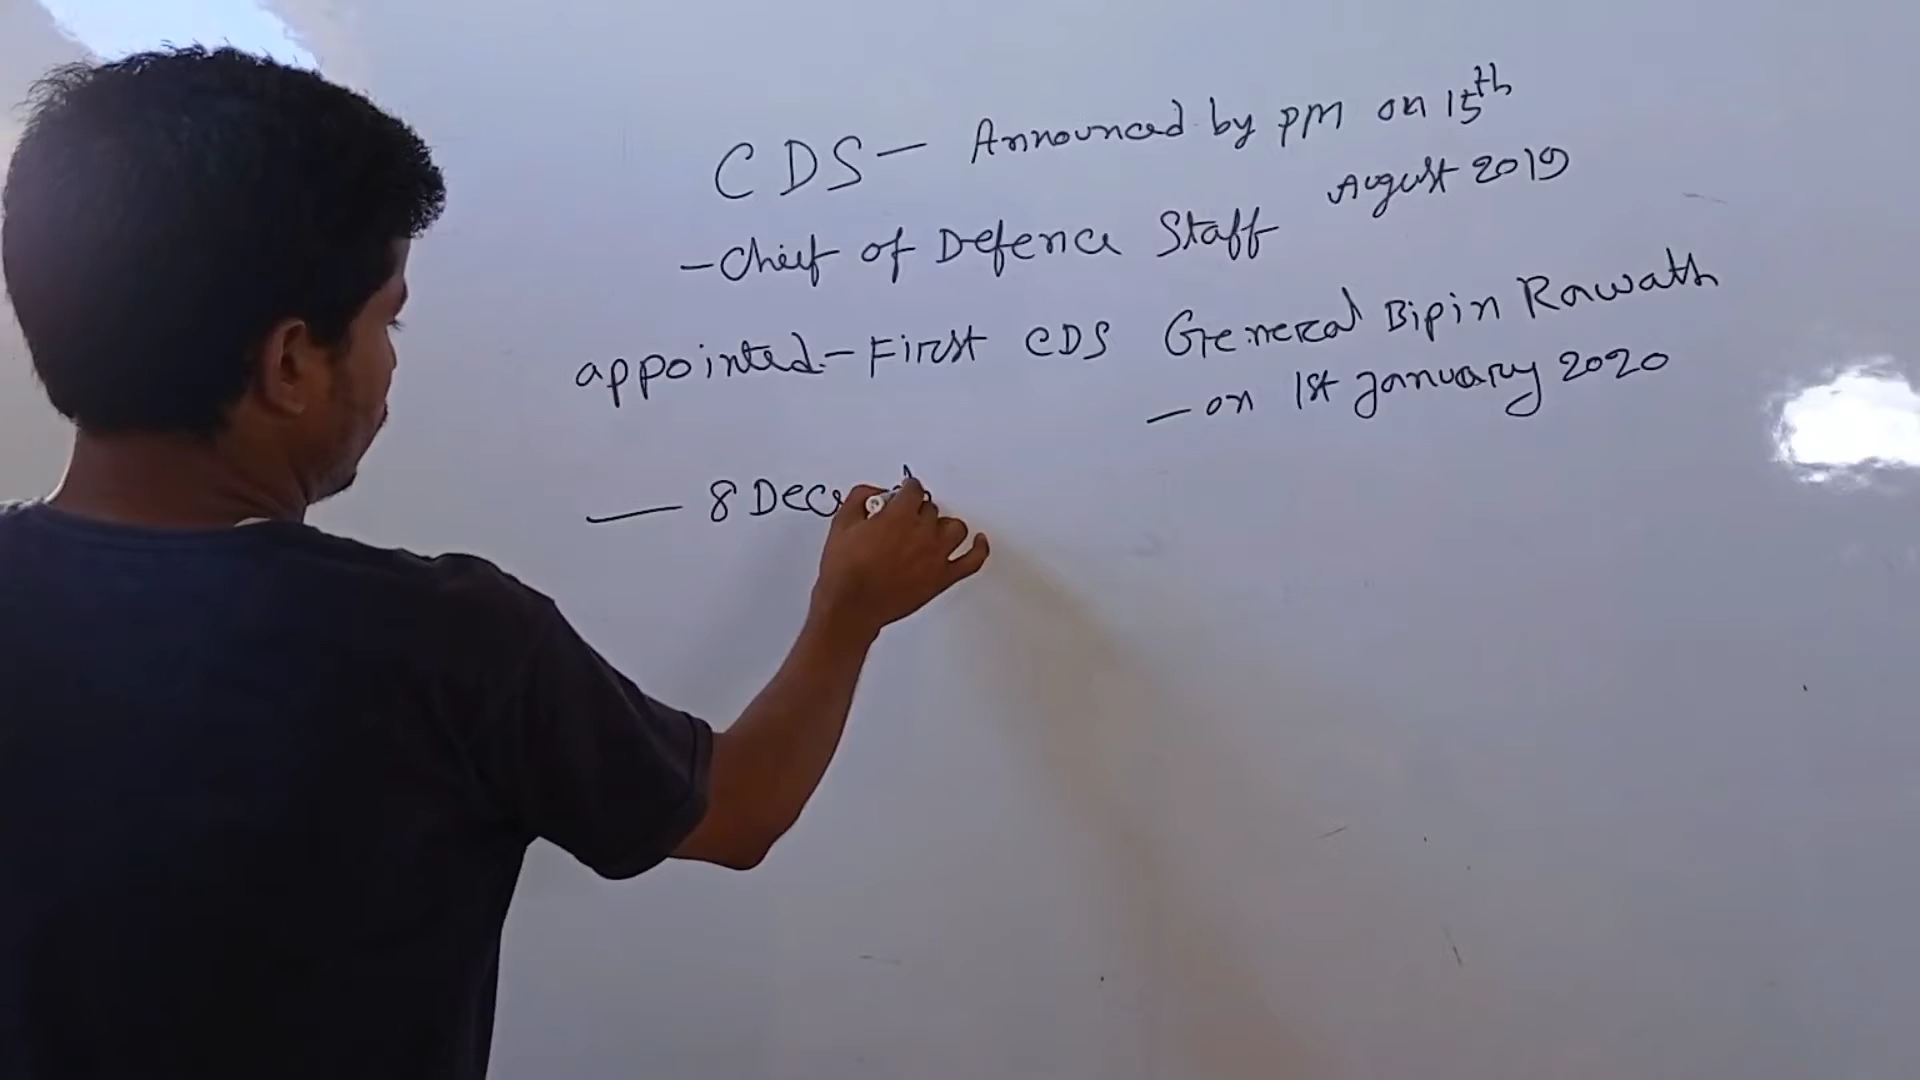 CDS - Announced by PM on 15th
August 2019
- Chief of Defence Staff
appointed - First CDS General Bipin Rawath
- on 1st January 2020
- 8